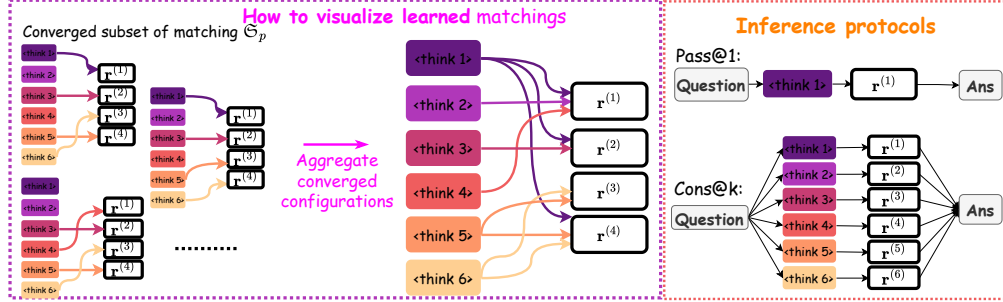 How to visualize learned matchings
Converged subset of matching 𝔖p
<think 1>
<think 2>
<think 3>
<think 4>
<think 5>
<think 6>
r(1)
r(2)
r(3)
r(4)
<think 1>
<think 2>
<think 3>
<think 4>
<think 5>
<think 6>
r(1)
r(2)
r(3)
r(4)
<think 1>
<think 2>
<think 3>
<think 4>
<think 5>
<think 6>
r(1)
r(2)
r(3)
r(4)
..........
Aggregate
converged
configurations
<think 1>
<think 2>
<think 3>
<think 4>
<think 5>
<think 6>
r(1)
r(2)
r(3)
r(4)
Inference protocols
Pass@1:
Question
<think 1>
r(1)
Ans
Cons@k:
Question
<think 1>
<think 2>
<think 3>
<think 4>
<think 5>
<think 6>
r(1)
r(2)
r(3)
r(4)
r(5)
r(6)
Ans